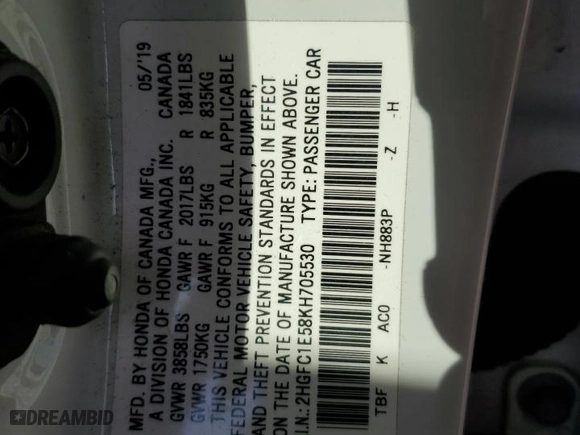 MFD. BY HONDA OF CANADA MFG., 05/'19
A DIVISION OF HONDA CANADA INC. CANADA
GVWR 3858LBS GAWR F 2017LBS R 1841LBS
GVWR 1750KG GAWR F 915KG R 835KG
THIS VEHICLE CONFORMS TO ALL APPLICABLE
FEDERAL MOTOR VEHICLE SAFETY, BUMPER,
AND THEFT PREVENTION STANDARDS IN EFFECT
ON THE DATE OF MANUFACTURE SHOWN ABOVE.
I.N.: 2HGFC1E58KH705530 TYPE: PASSENGER CAR
TBF K AC0 -NH883P -Z -H
DREAMBID